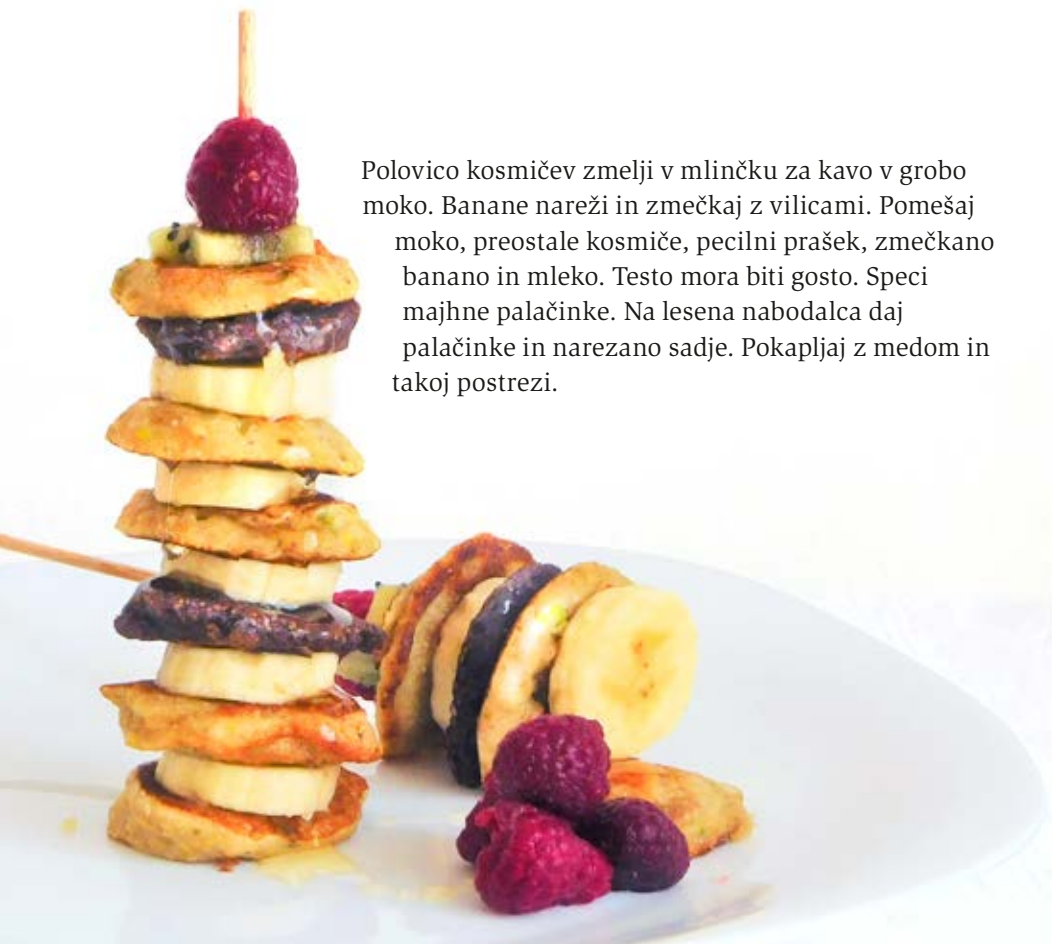 Polovico kosmičev zmelji v mlinčku za kavo v grobo
moko. Banane nareži in zmečkaj z vilicami. Pomešaj
moko, preostale kosmiče, pecilni prašek, zmečkano
banano in mleko. Testo mora biti gosto. Speci
majhne palačinke. Na lesena nabodalca daj
palačinke in narezano sadje. Pokapljaj z medom in
takoj postrezi.